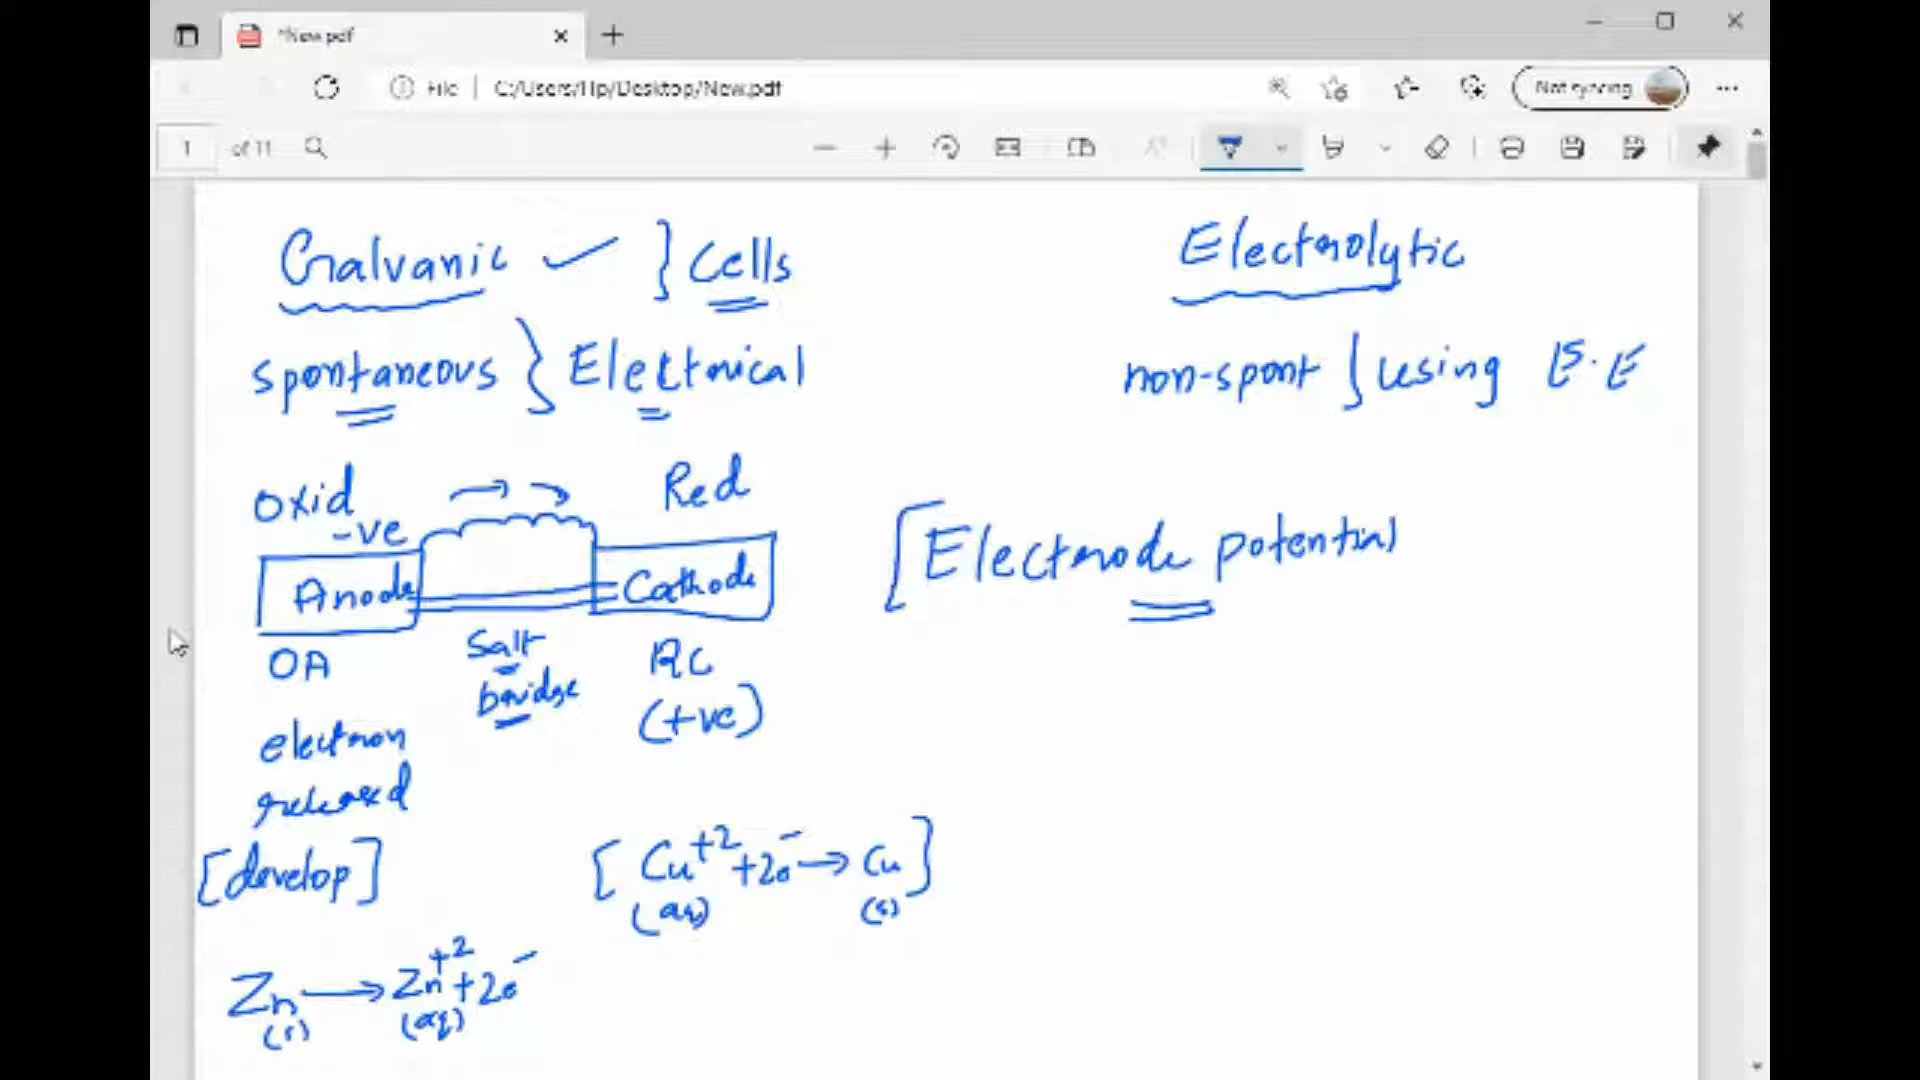 *New.pdf
File | C:/Users/Hp/Desktop/New.pdf
Not syncing
1 of 11
Galvanic ✓ } Cells
Electrolytic
spontaneous } Electrical
non-spont } using E.E
Oxid
-ve
→ →
Red
Anode
Cathode
[Electrode potential
OA
Salt
bridge
RC
(+ve)
electron
released
[develop]
[Cu+2 + 2e- → Cu]
(aq) (s)
Zn → Zn+2 + 2e-
(s) (aq)